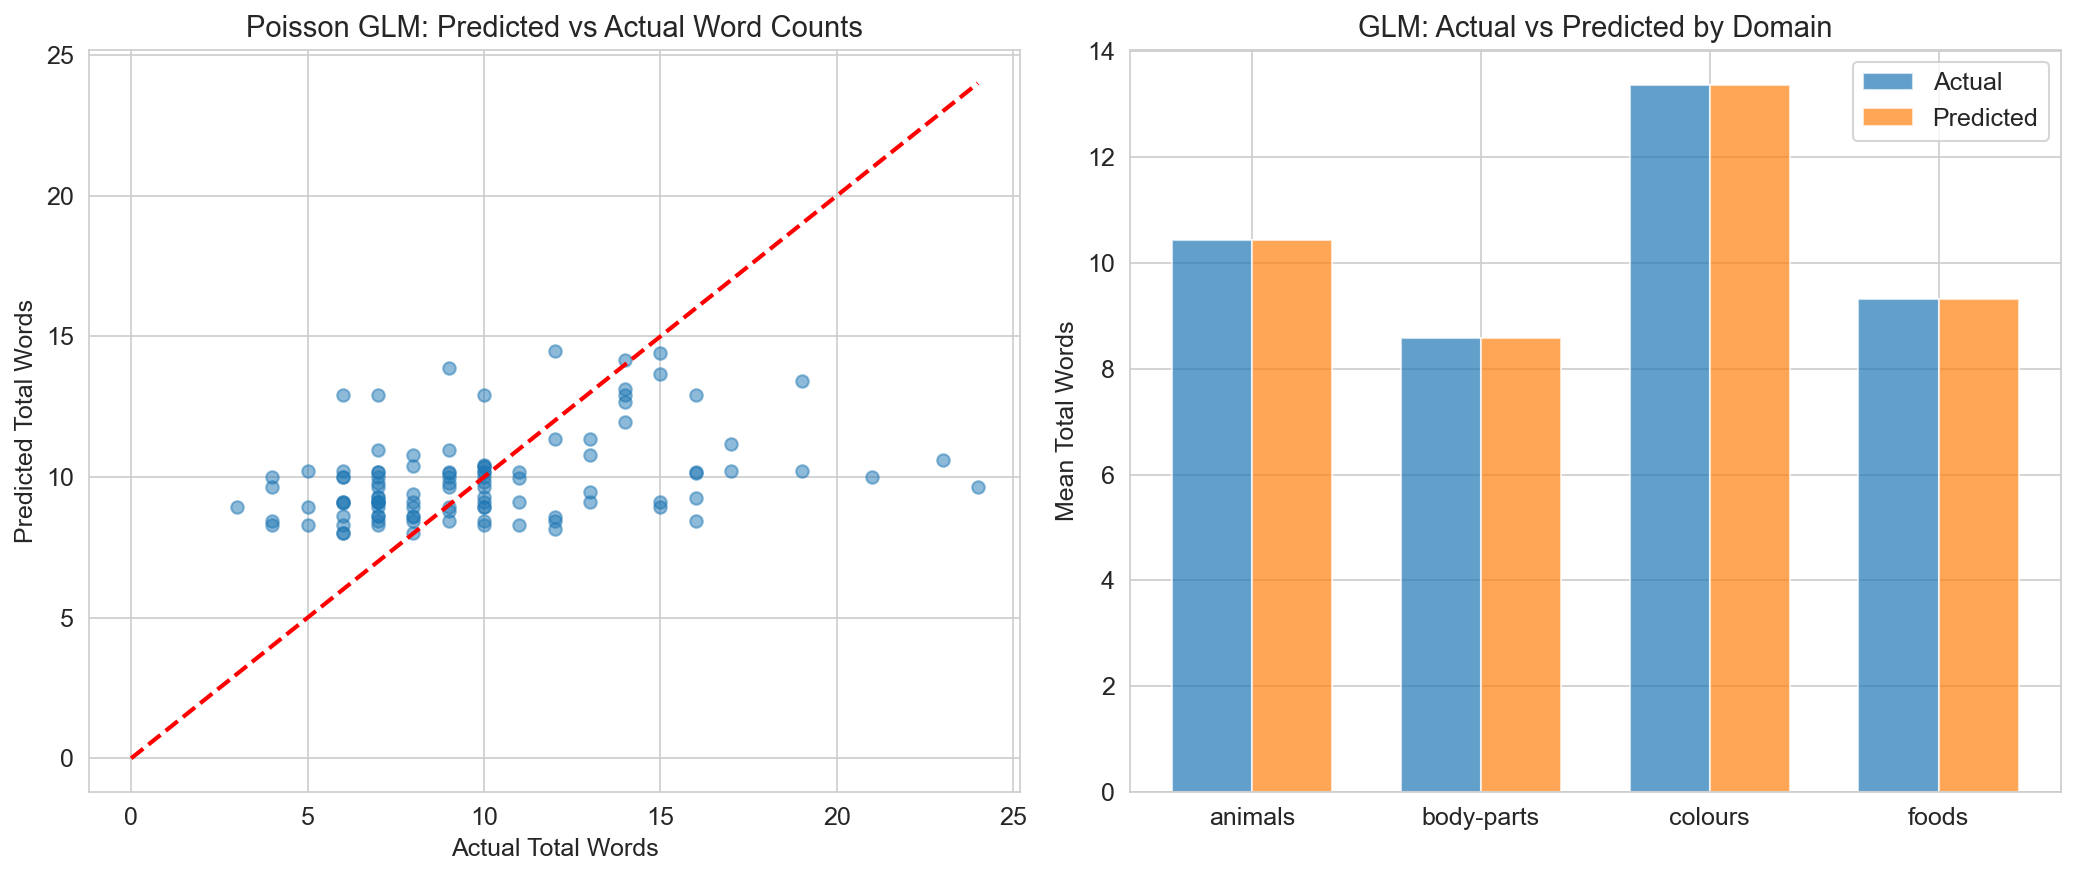 Poisson GLM: Predicted vs Actual Word Counts
25
20
15
10
5
0
Predicted Total Words
0 5 10 15 20 25
Actual Total Words
GLM: Actual vs Predicted by Domain
Actual
Predicted
14
12
10
8
6
4
2
0
Mean Total Words
animals body-parts colours foods